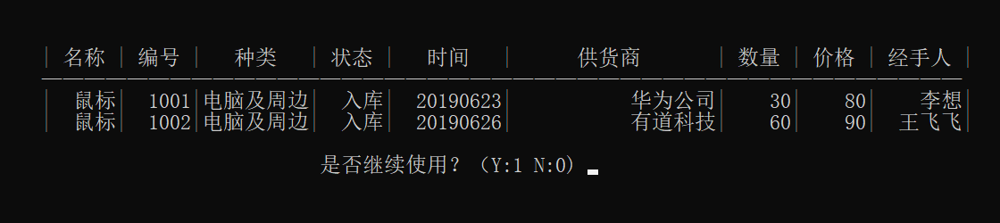 | 名称 | 编号 | 种类 | 状态 | 时间 | 供货商 | 数量 | 价格 | 经手人 |
| 鼠标| 1001|电脑及周边| 入库| 20190623| 华为公司| 30| 80| 李想|
| 鼠标| 1002|电脑及周边| 入库| 20190626| 有道科技| 60| 90| 王飞飞|
是否继续使用？（Y:1 N:0）